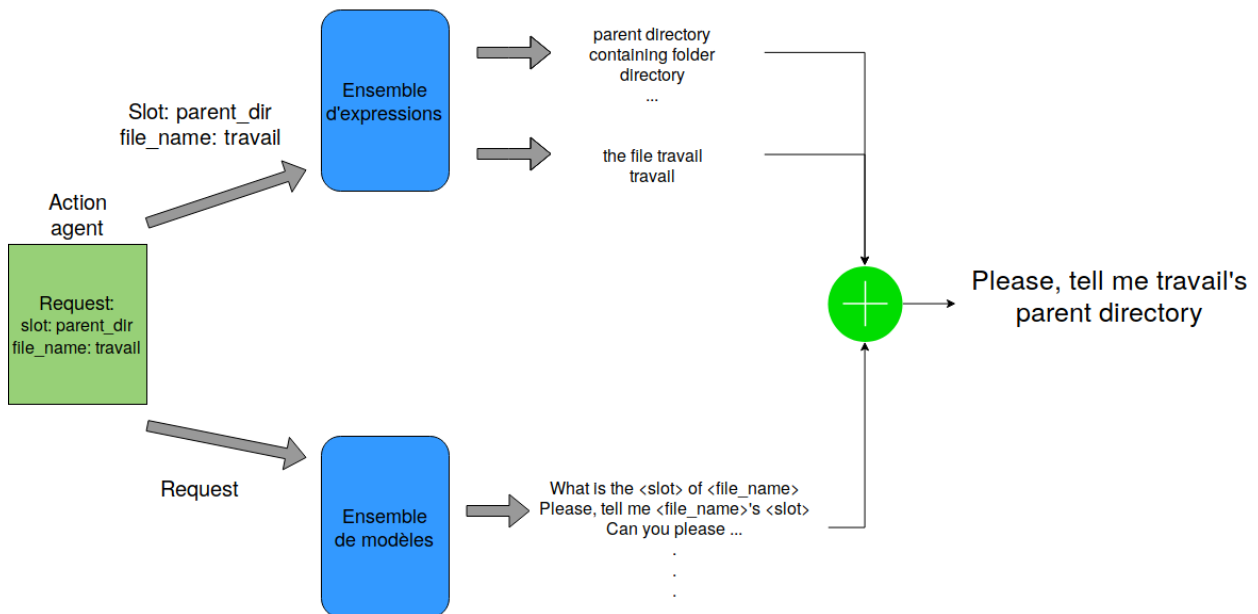 Action
agent
Request:
slot: parent_dir
file_name: travail
Slot: parent_dir
file_name: travail
Ensemble
d'expressions
parent directory
containing folder
directory
...
the file travail
travail
Request
Ensemble
de modèles
What is the <slot> of <file_name>
Please, tell me <file_name>'s <slot>
Can you please ...
.
.
.
Please, tell me travail's
parent directory